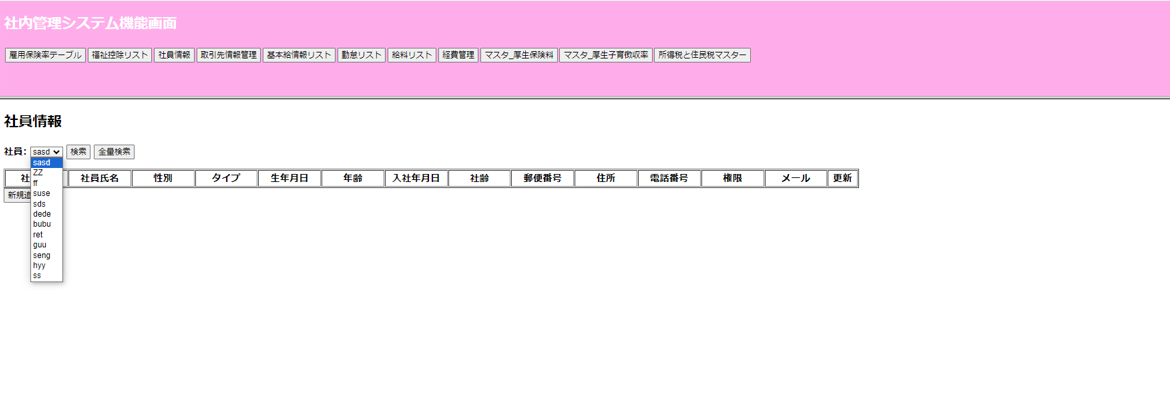 社内管理システム機能画面
雇用保険率テーブル 福祉控除リスト 社員情報 取引先情報管理 基本給情報リスト 勤怠リスト 給料リスト 経費管理 マスタ_厚生保険料 マスタ_厚生子育徴収率 所得税と住民税マスター
社員情報
社員: sasd 検索 全量検索
sasd
ZZ
ff
suse
sds
dede
bubu
ret
guu
seng
hyy
ss
社 社員氏名 性別 タイプ 生年月日 年齢 入社年月日 社齢 郵便番号 住所 電話番号 権限 メール 更新
新規